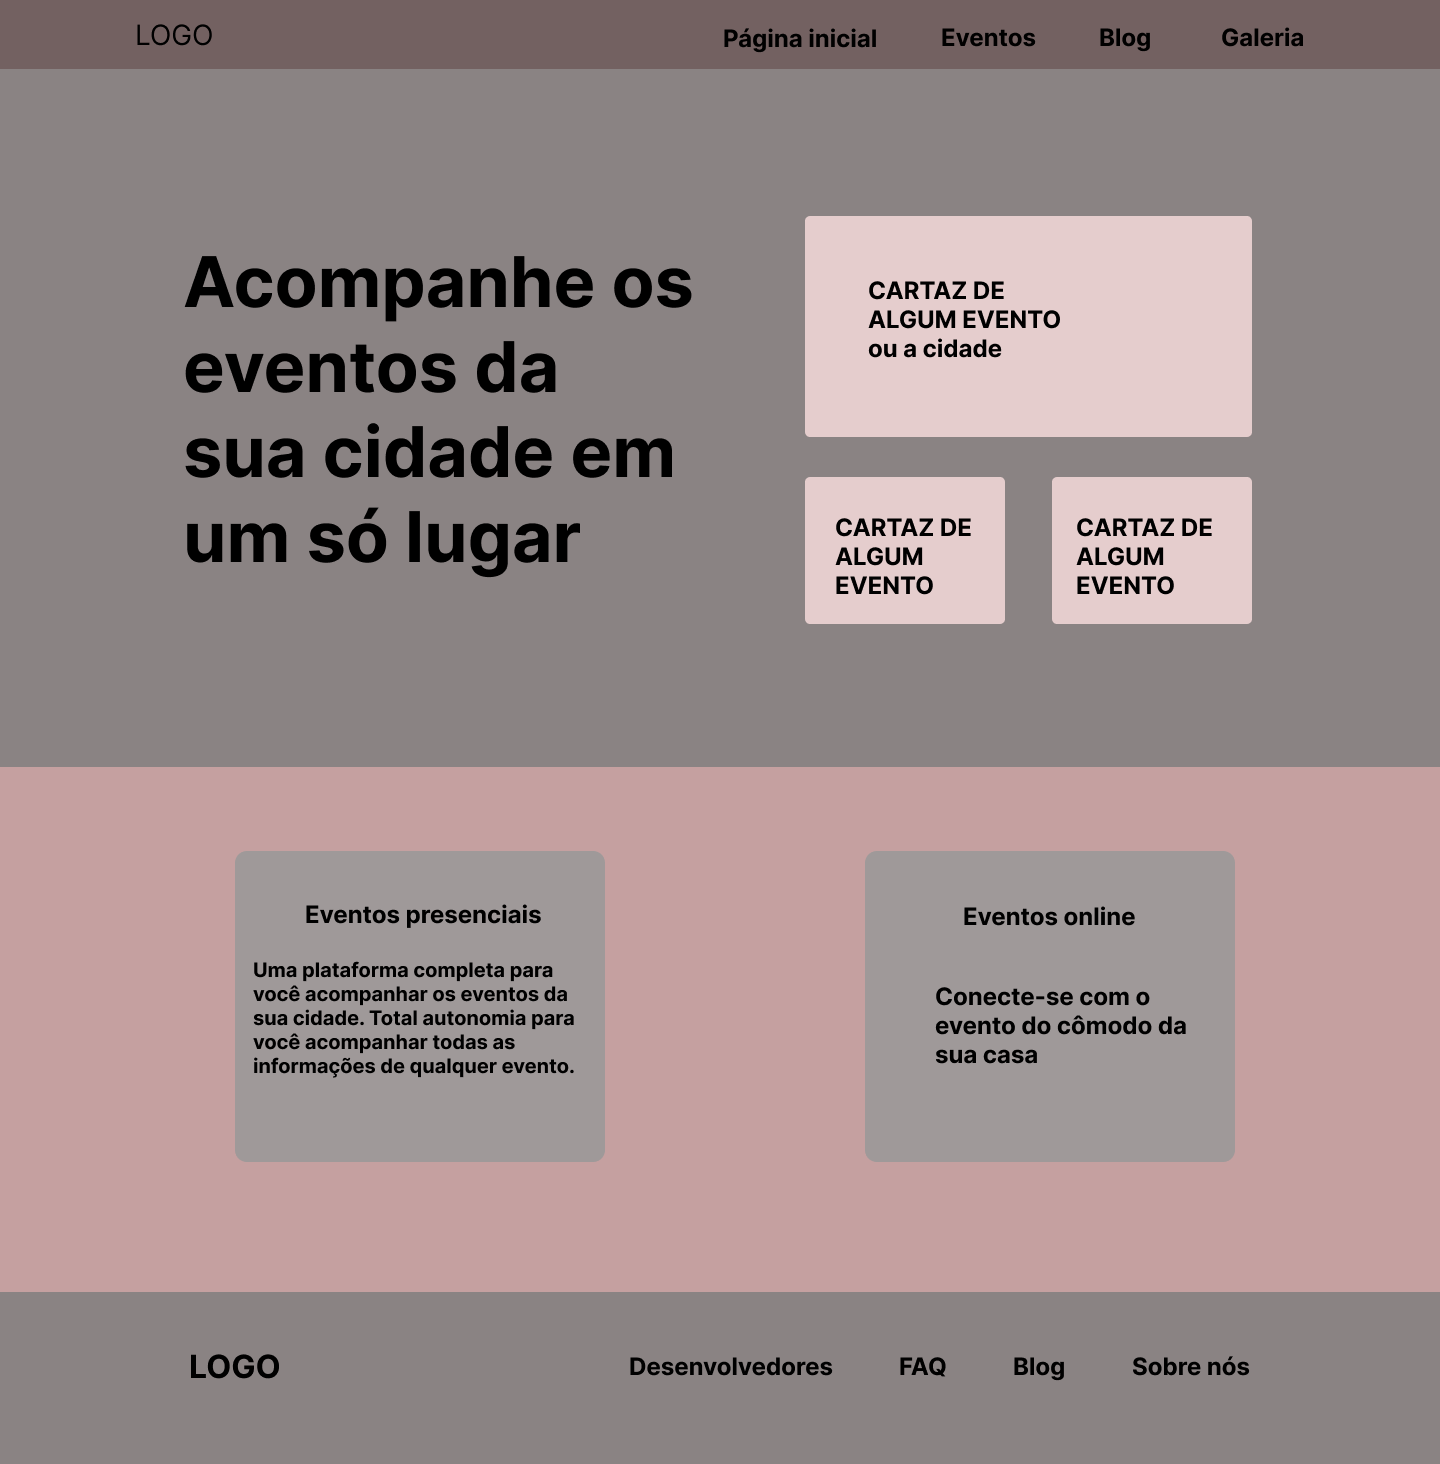 LOGO
Página inicial
Eventos
Blog
Galeria
Acompanhe os
eventos da
sua cidade em
um só lugar
CARTAZ DE
ALGUM EVENTO
ou a cidade
CARTAZ DE
ALGUM
EVENTO
CARTAZ DE
ALGUM
EVENTO
Eventos presenciais
Uma plataforma completa para
você acompanhar os eventos da
sua cidade. Total autonomia para
você acompanhar todas as
informações de qualquer evento.
Eventos online
Conecte-se com o
evento do cômodo da
sua casa
LOGO
Desenvolvedores
FAQ
Blog
Sobre nós